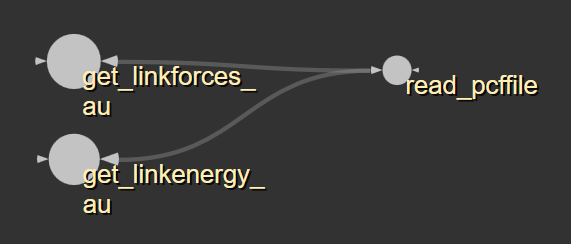 get_linkforces_
au
read_pcffile
get_linkenergy_
au